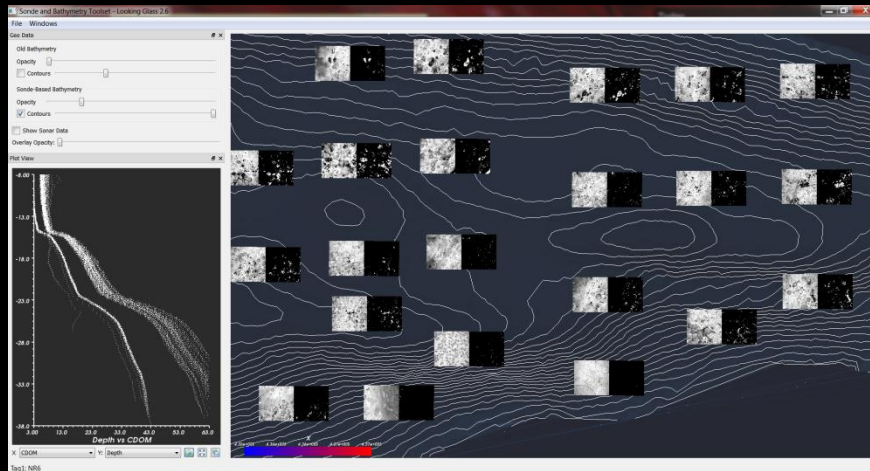 Sonde and Bathymetry Toolset - Looking Glass 2.6
File Windows
Geo Data
Old Bathymetry
Opacity
Contours
Sonde-Based Bathymetry
Opacity
Contours
Show Sonar Data
Overlay Opacity:
Plot View
-8.00
-13.0
-18.0
-23.0
-28.0
-33.0
-38.0
3.00 13.0 23.0 33.0 43.0 53.0 63.0
Depth vs CDOM
X CDOM Y: Depth
Tag1: NR6
X